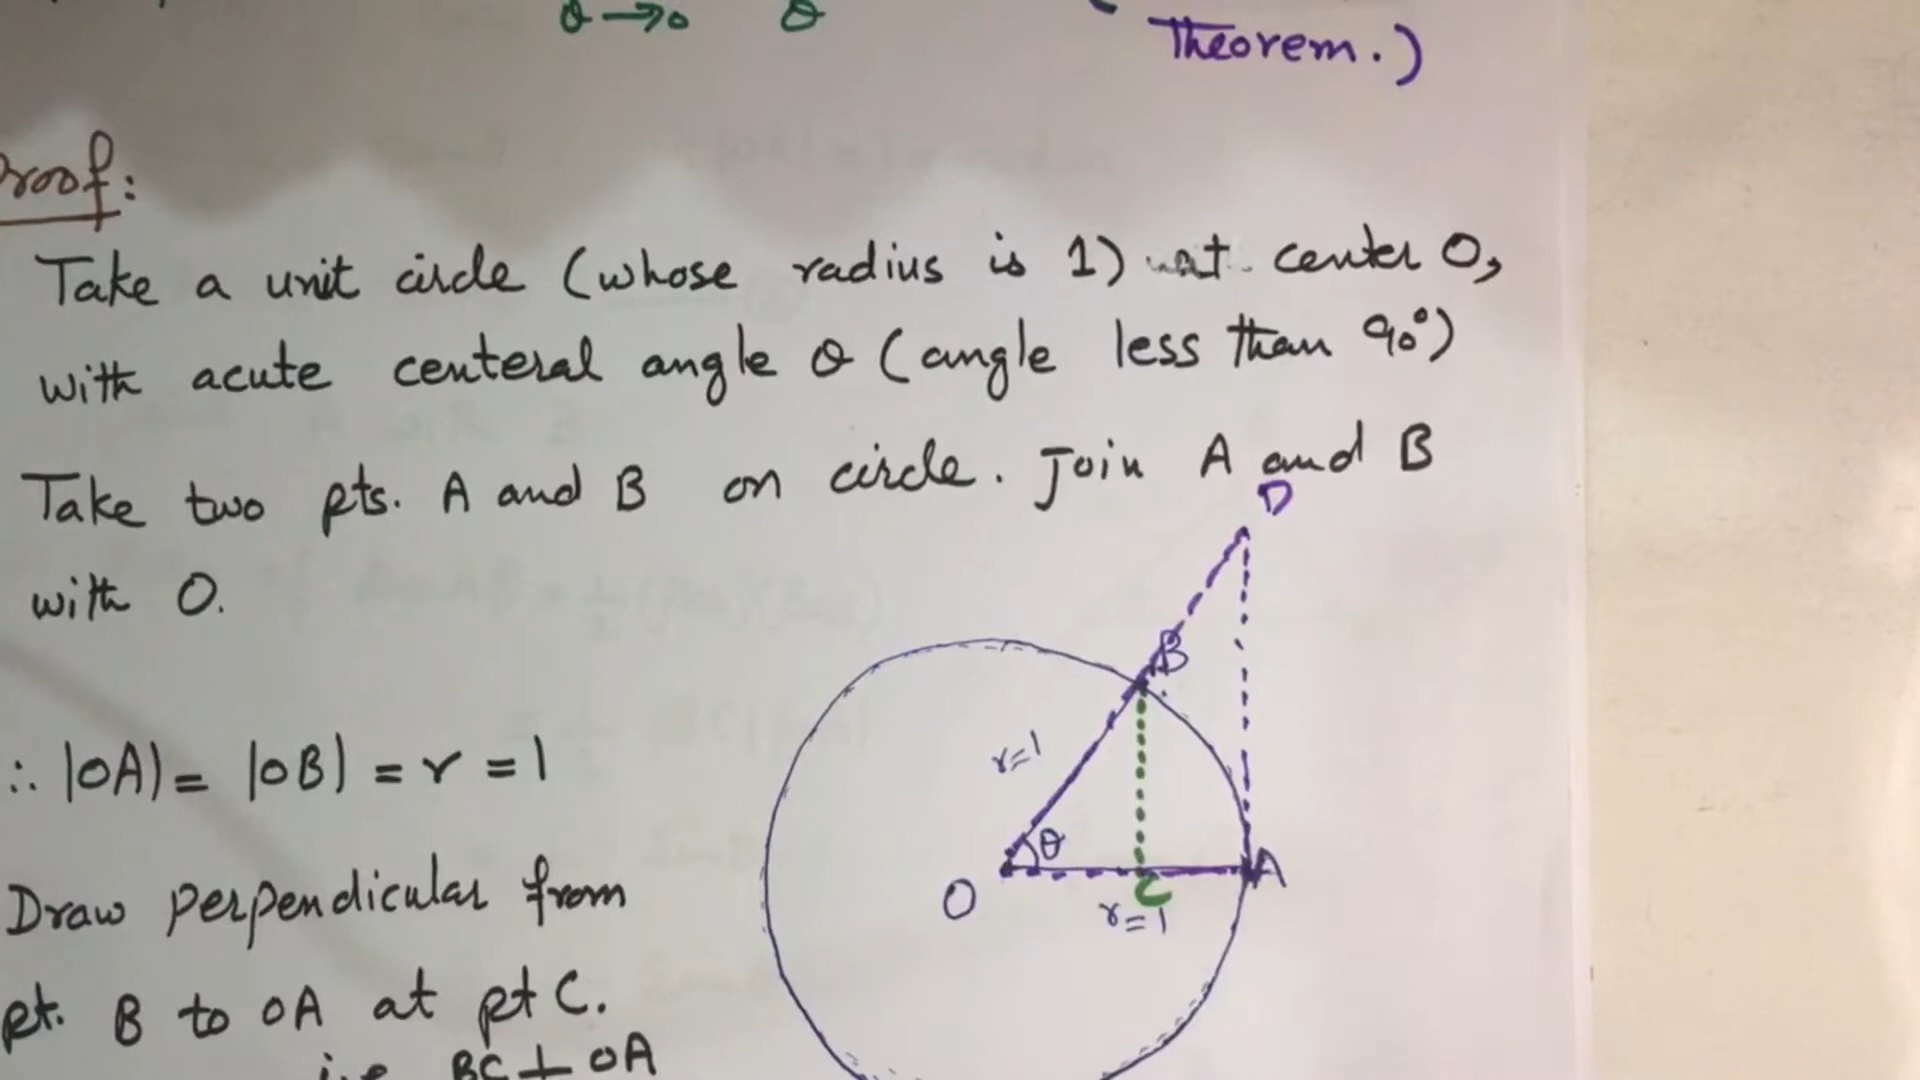 θ→0 θ
Theorem.)
Proof:
Take a unit circle (whose radius is 1) at center O,
with acute centeral angle θ (angle less than 90°)
Take two pts. A and B on circle. Join A and B
with O.
D
B
r=1
∴ |OA| = |OB| = r = 1
θ
A
O
C
r=1
Draw perpendicular from
pt. B to OA at pt C.
i.e BC⊥OA